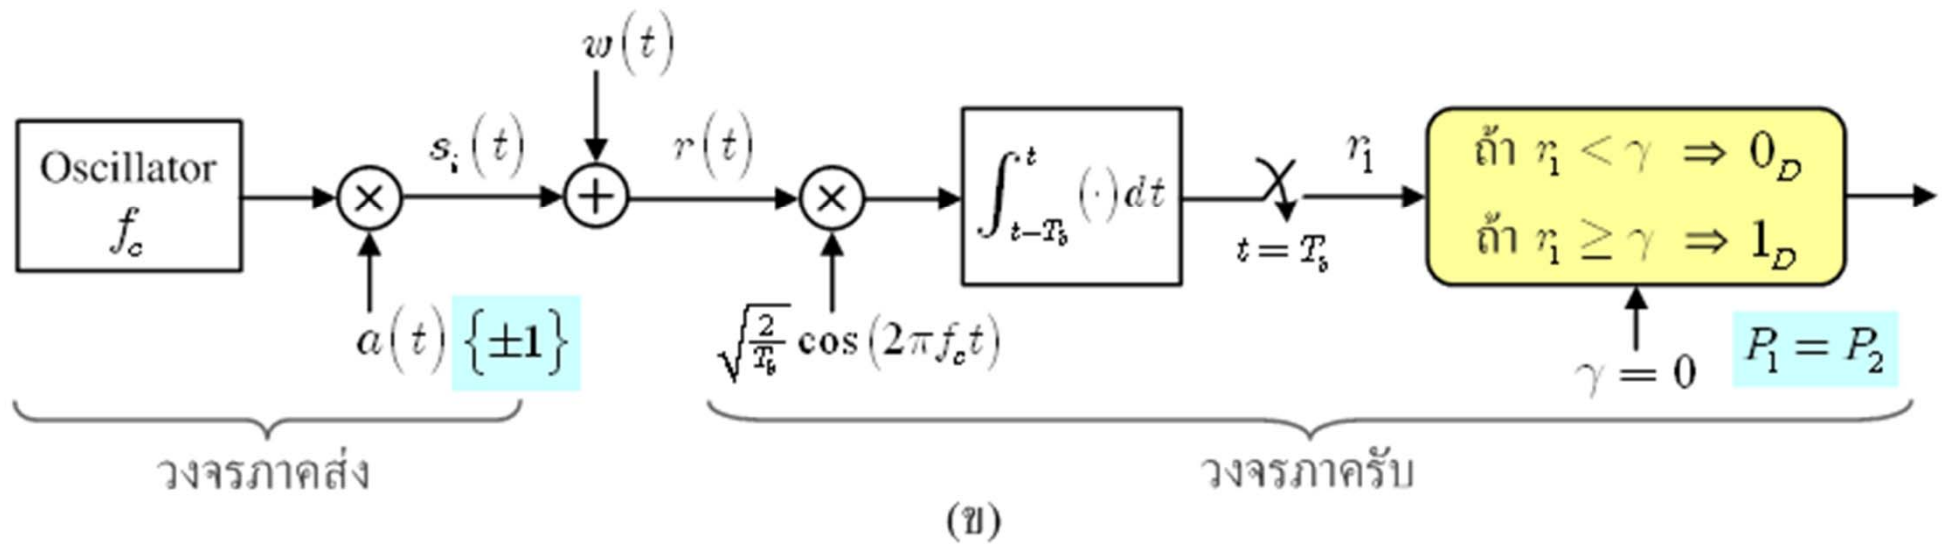 w(t)
Oscillator
f_c
s_i(t)
r(t)
∫_{t−T_b}^{t} (·)dt
r_1
t = T_b
ถ้า r_1 < γ ⇒ 0_D
ถ้า r_1 ≥ γ ⇒ 1_D
a(t) {±1}
√(2/T_b) cos(2πf_c t)
γ = 0
P_1 = P_2
วงจรภาคส่ง
วงจรภาครับ
(ข)